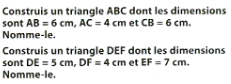 Construis un triangle ABC dont les dimensions
sont AB = 6 cm, AC = 4 cm et CB = 6 cm.
Nomme-le.
Construis un triangle DEF dont les dimensions
sont DE = 5 cm, DF = 4 cm et EF = 7 cm.
Nomme-le.